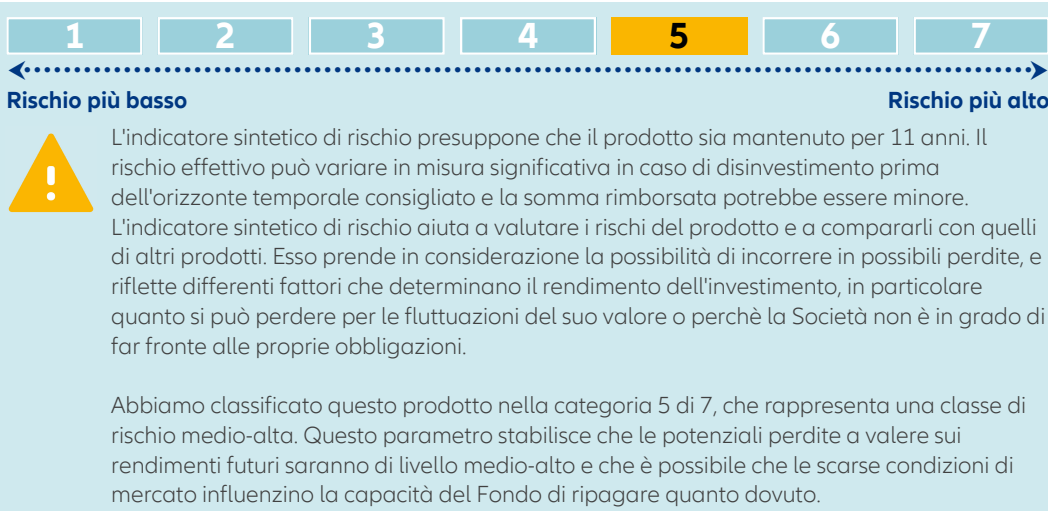 1 2 3 4 5 6 7
Rischio più basso Rischio più alto
L'indicatore sintetico di rischio presuppone che il prodotto sia mantenuto per 11 anni. Il
rischio effettivo può variare in misura significativa in caso di disinvestimento prima
dell'orizzonte temporale consigliato e la somma rimborsata potrebbe essere minore.
L'indicatore sintetico di rischio aiuta a valutare i rischi del prodotto e a compararli con quelli
di altri prodotti. Esso prende in considerazione la possibilità di incorrere in possibili perdite, e
riflette differenti fattori che determinano il rendimento dell'investimento, in particolare
quanto si può perdere per le fluttuazioni del suo valore o perchè la Società non è in grado di
far fronte alle proprie obbligazioni.
Abbiamo classificato questo prodotto nella categoria 5 di 7, che rappresenta una classe di
rischio medio-alta. Questo parametro stabilisce che le potenziali perdite a valere sui
rendimenti futuri saranno di livello medio-alto e che è possibile che le scarse condizioni di
mercato influenzino la capacità del Fondo di ripagare quanto dovuto.